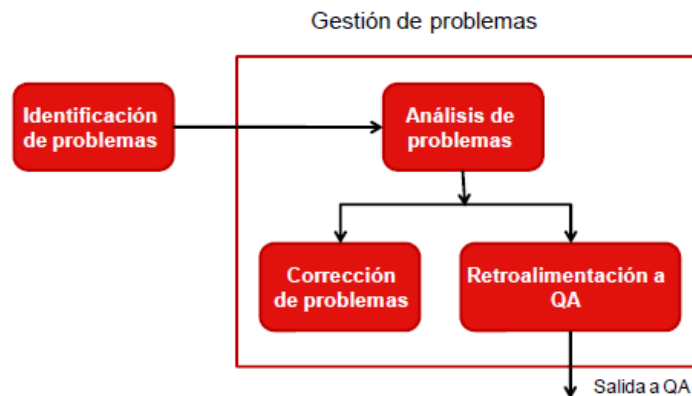 Gestión de problemas
Identificación
de problemas
Análisis de
problemas
Corrección
de problemas
Retroalimentación a
QA
Salida a QA